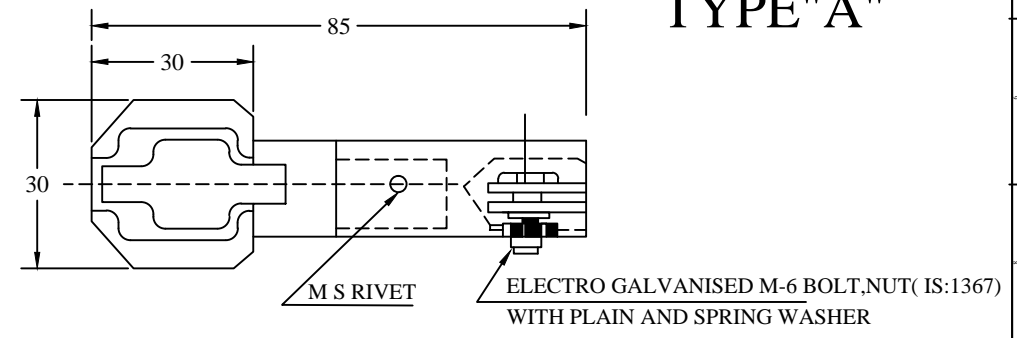 TYPE"A"
85
30
30
M S RIVET
ELECTRO GALVANISED M-6 BOLT,NUT( IS:1367)
WITH PLAIN AND SPRING WASHER